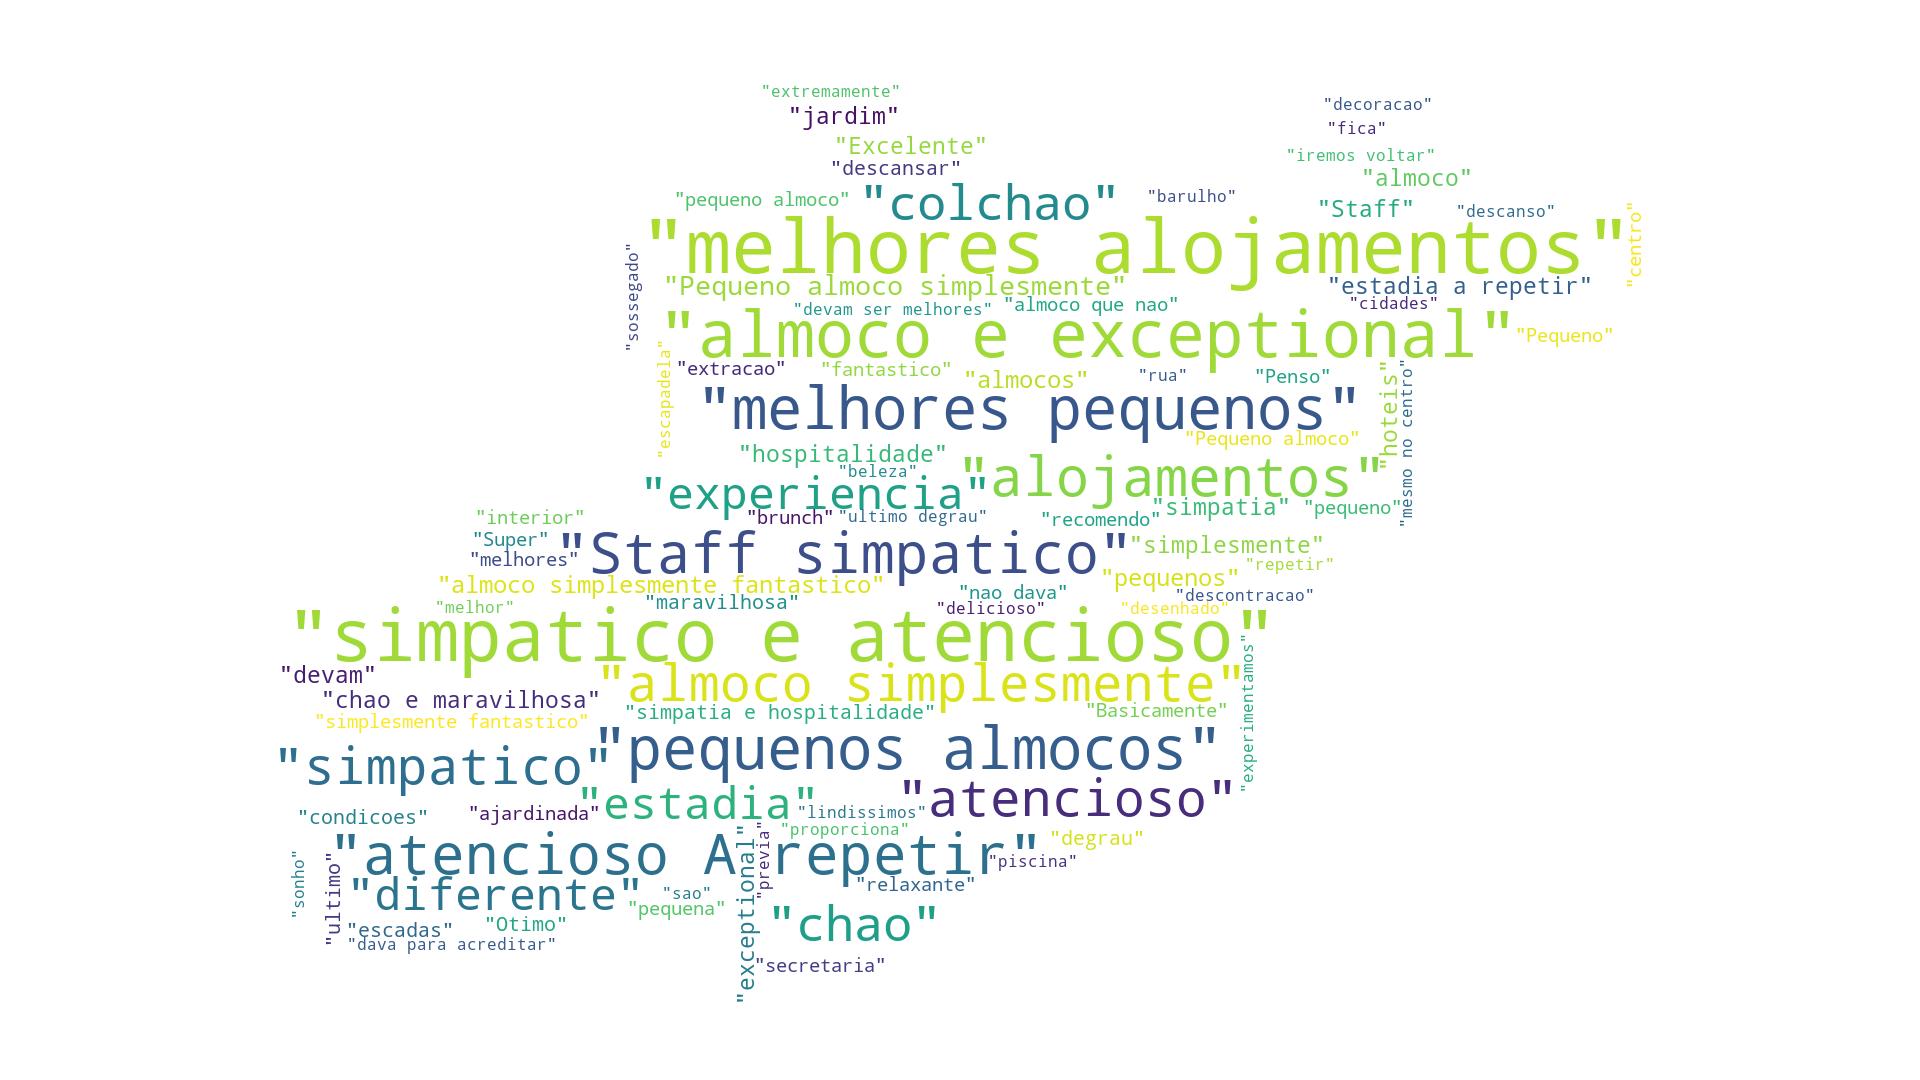 "extremamente"
"jardim"
"decoracao"
"fica"
"Excelente"
"iremos voltar"
"descansar"
"almoco"
"pequeno almoco"
"colchao"
"barulho"
"Staff"
"descanso"
"centro"
"melhores alojamentos"
"sossegado"
"Pequeno almoco simplesmente"
"estadia a repetir"
"devam ser melhores"
"almoco que nao"
"cidades"
"almoco e exceptional"
"Pequeno"
"escapadela"
"extracao"
"fantastico"
"almocos"
"rua"
"Penso"
"hoteis"
"mesmo no centro"
"melhores pequenos"
"Pequeno almoco"
"hospitalidade"
"beleza"
"alojamentos"
"experiencia"
"simpatia"
"pequeno"
"interior"
"brunch"
"ultimo degrau"
"recomendo"
"Super"
"melhores"
"Staff simpatico"
"simplesmente"
"repetir"
"almoco simplesmente fantastico"
"pequenos"
"nao dava"
"descontracao"
"melhor"
"maravilhosa"
"delicioso"
"desenhado"
"simpatico e atencioso"
"experimentamos"
"devam"
"almoco simplesmente"
"chao e maravilhosa"
"simplesmente fantastico"
"simpatia e hospitalidade"
"Basicamente"
"pequenos almocos"
"simpatico"
"estadia"
"atencioso"
"condicoes"
"ajardinada"
"lindissimos"
"proporciona"
"degrau"
"atencioso A repetir"
"previa"
"piscina"
"sonho"
"ultimo"
"diferente"
"sao"
"relaxante"
"pequena"
"exceptional"
"escadas"
"Otimo"
"chao"
"dava para acreditar"
"secretaria"